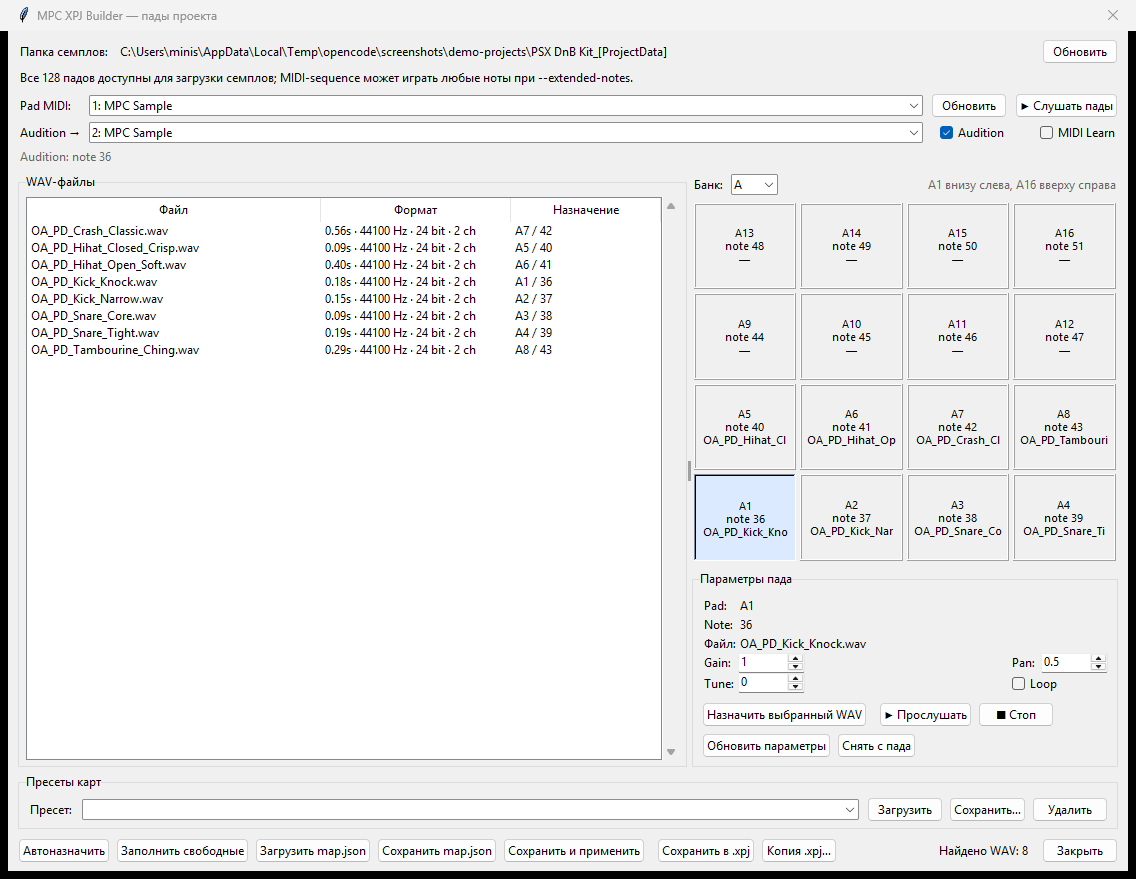 MPC XPJ Builder — пады проекта
Папка семплов: C:\Users\minis\AppData\Local\Temp\opencode\screenshots\demo-projects\PSX DnB Kit_[ProjectData]
Обновить
Все 128 падов доступны для загрузки семплов; MIDI-sequence может играть любые ноты при --extended-notes.
Pad MIDI: 1: MPC Sample Обновить ► Слушать пады
Audition → 2: MPC Sample Audition MIDI Learn
Audition: note 36
WAV-файлы
Файл Формат Назначение
OA_PD_Crash_Classic.wav 0.56s · 44100 Hz · 24 bit · 2 ch A7 / 42
OA_PD_Hihat_Closed_Crisp.wav 0.09s · 44100 Hz · 24 bit · 2 ch A5 / 40
OA_PD_Hihat_Open_Soft.wav 0.40s · 44100 Hz · 24 bit · 2 ch A6 / 41
OA_PD_Kick_Knock.wav 0.18s · 44100 Hz · 24 bit · 2 ch A1 / 36
OA_PD_Kick_Narrow.wav 0.15s · 44100 Hz · 24 bit · 2 ch A2 / 37
OA_PD_Snare_Core.wav 0.09s · 44100 Hz · 24 bit · 2 ch A3 / 38
OA_PD_Snare_Tight.wav 0.19s · 44100 Hz · 24 bit · 2 ch A4 / 39
OA_PD_Tambourine_Ching.wav 0.29s · 44100 Hz · 24 bit · 2 ch A8 / 43
Банк: A A1 внизу слева, A16 вверху справа
A13 A14 A15 A16
note 48 note 49 note 50 note 51
— — — —
A9 A10 A11 A12
note 44 note 45 note 46 note 47
— — — —
A5 A6 A7 A8
note 40 note 41 note 42 note 43
OA_PD_Hihat_Cl OA_PD_Hihat_Op OA_PD_Crash_Cl OA_PD_Tambouri
A1 A2 A3 A4
note 36 note 37 note 38 note 39
OA_PD_Kick_Kno OA_PD_Kick_Nar OA_PD_Snare_Co OA_PD_Snare_Ti
Параметры пада
Pad: A1
Note: 36
Файл: OA_PD_Kick_Knock.wav
Gain: 1 Pan: 0.5
Tune: 0 Loop
Назначить выбранный WAV ► Прослушать ■ Стоп
Обновить параметры Снять с пада
Пресеты карт
Пресет: Загрузить Сохранить... Удалить
Автоназначить Заполнить свободные Загрузить map.json Сохранить map.json Сохранить и применить Сохранить в .xpj Копия .xpj... Найдено WAV: 8 Закрыть